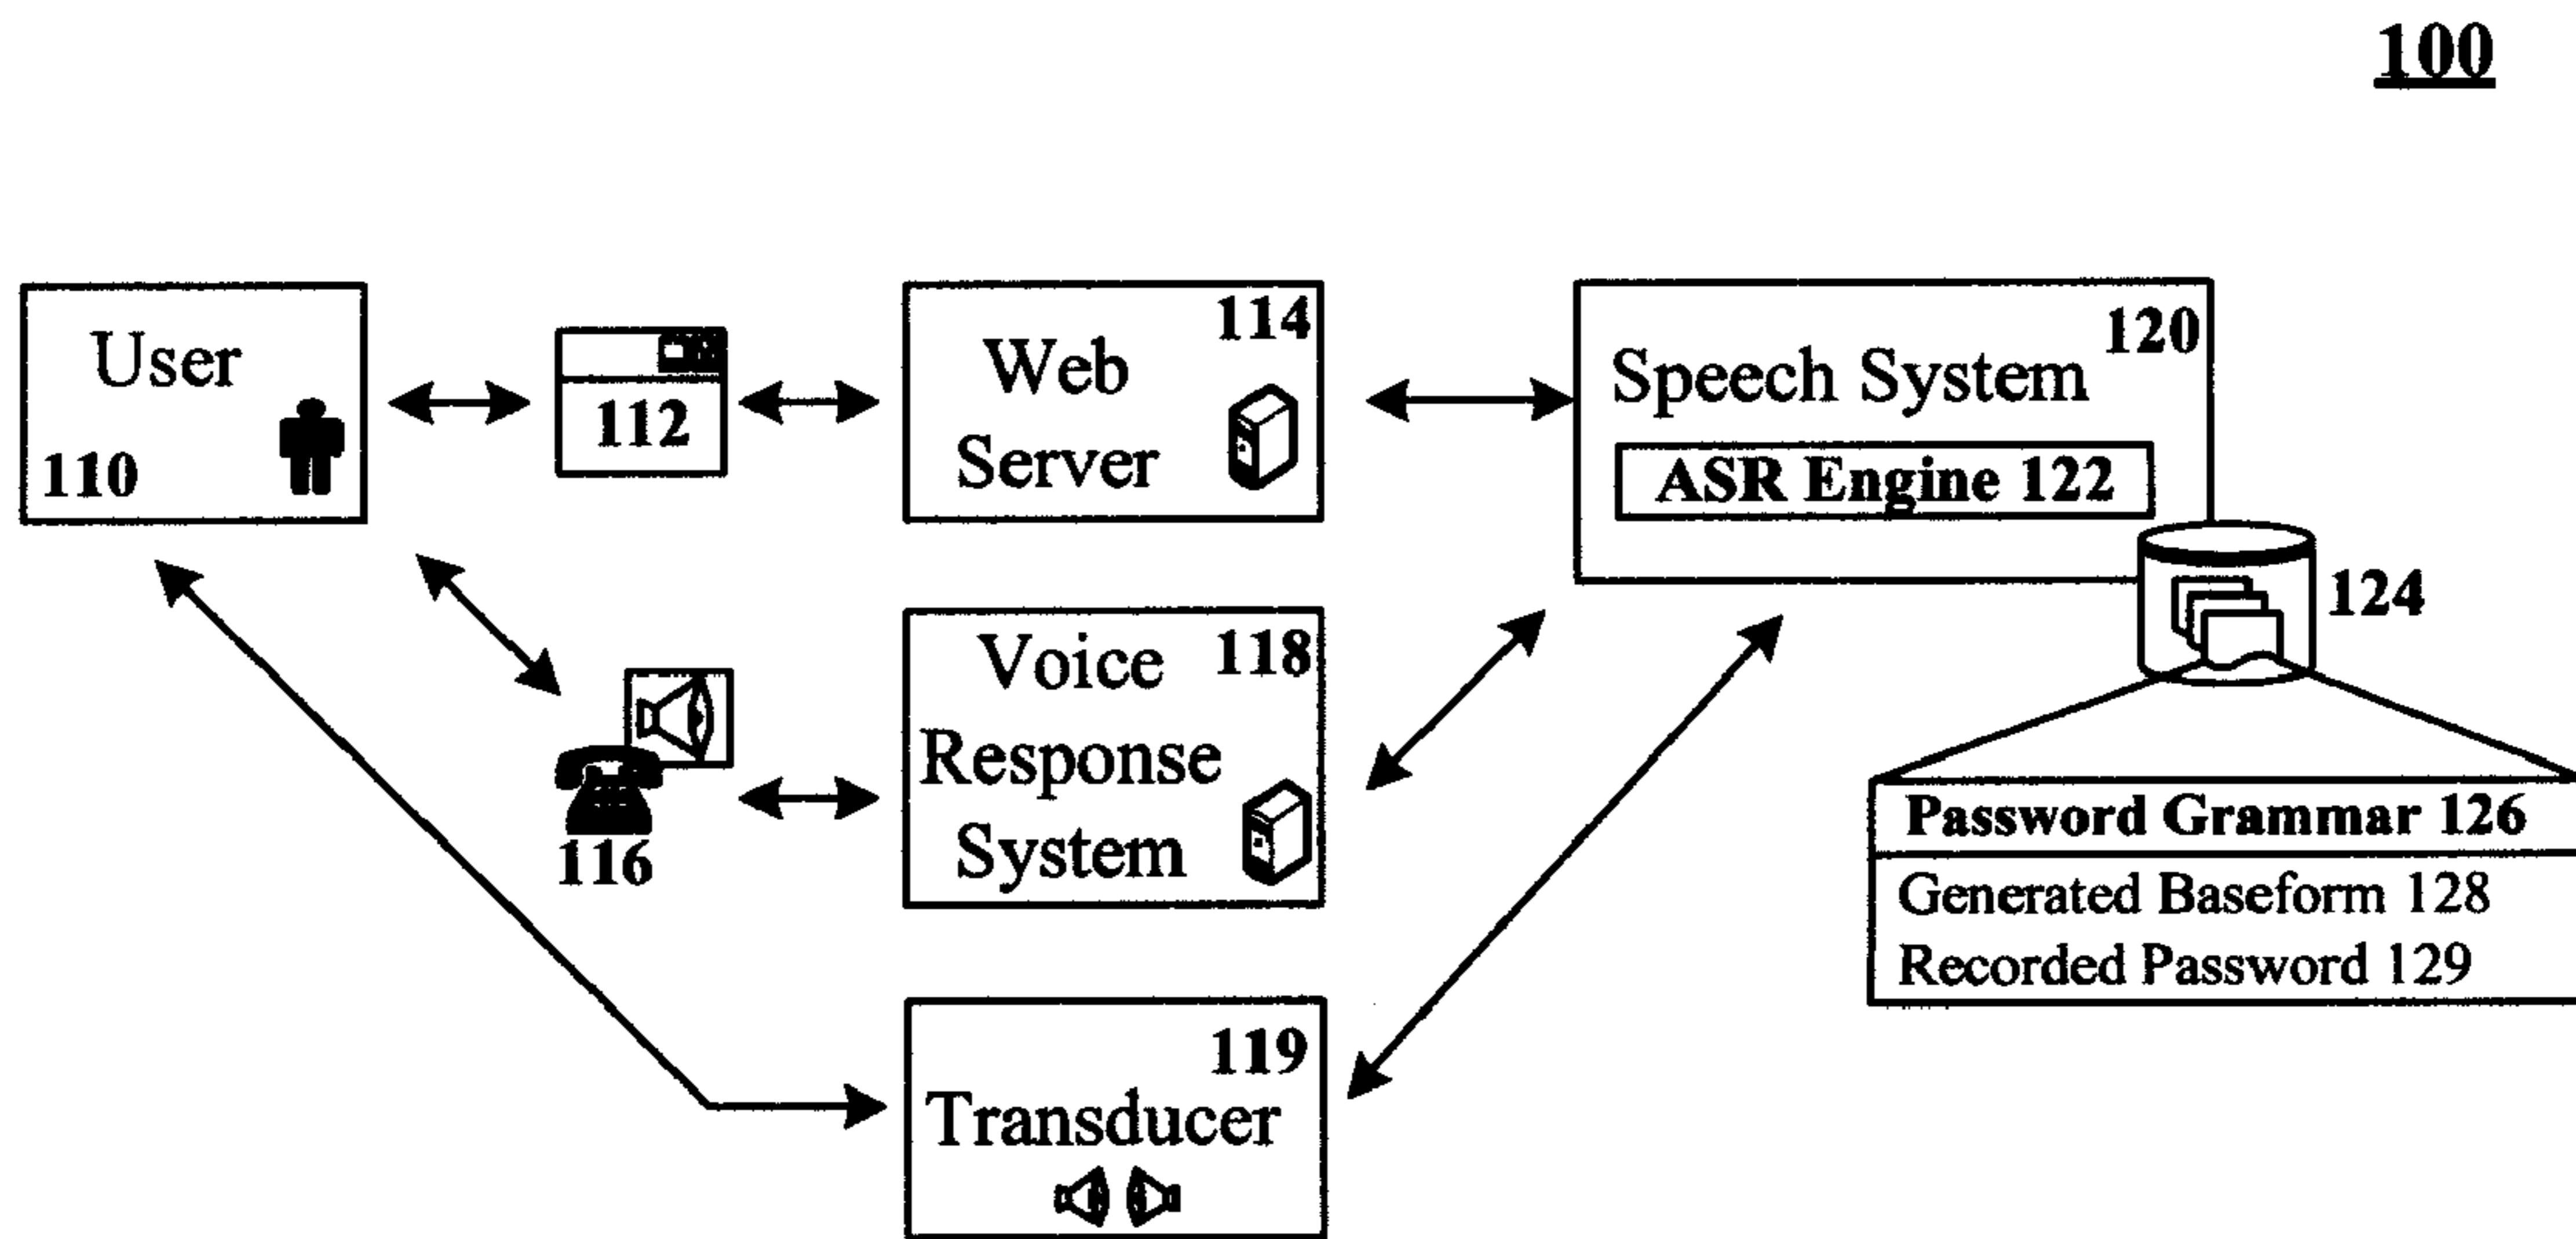 100
User
110
112
114
Web
Server
120
Speech System
ASR Engine 122
124
116
Voice 118
Response
System
119
Transducer
Password Grammar 126
Generated Baseform 128
Recorded Password 129